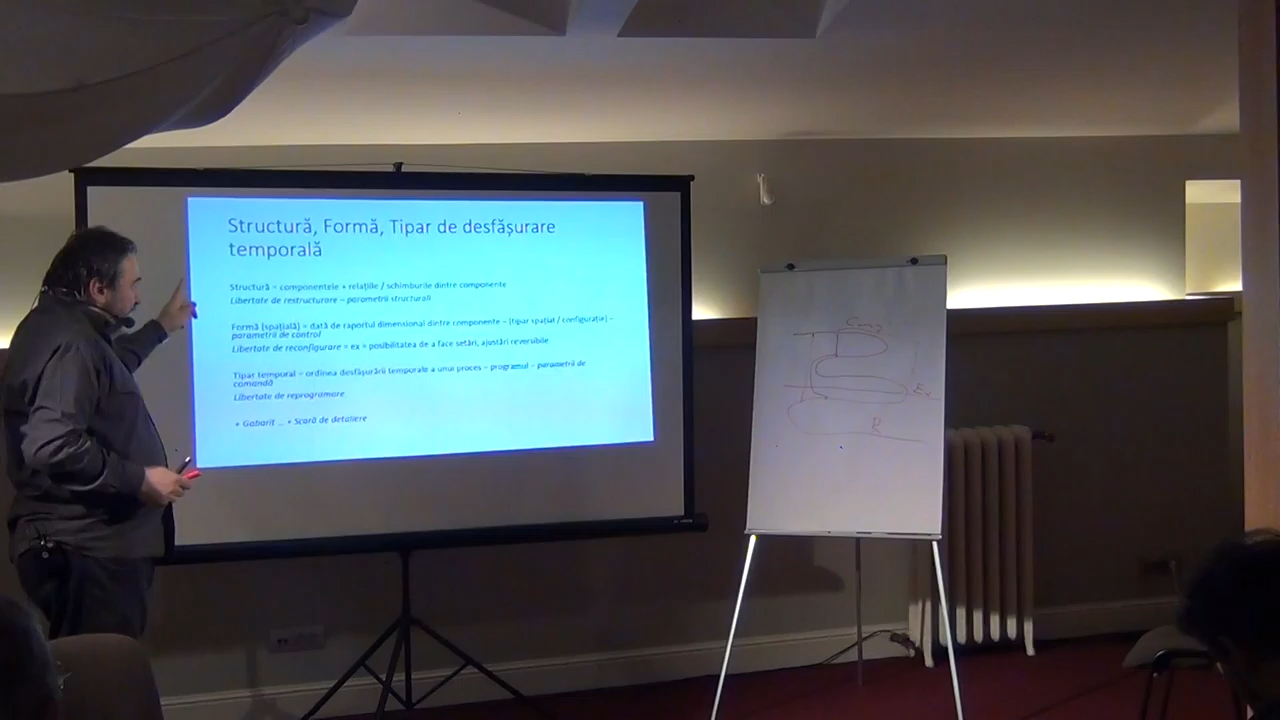 Structură, Formă, Tipar de desfășurare
temporală
Structură = componentele + relațiile / schimburile dintre componente
Libertate de restructurare – parametrii structurali
Formă (spațială) = dată de raportul dimensional dintre componente – (tipar spațial / configurație) –
parametrii de control
Libertate de reconfigurare = ex = posibilitatea de a face setări, ajustări reversibile
Tipar temporal = ordinea desfășurării temporale a unui proces – programul – parametrii de
comandă
Libertate de reprogramare
+ Gabarit ... + Scară de detaliere
R